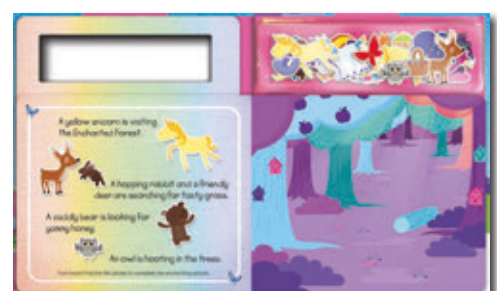 A yellow unicorn is visiting
the Enchanted Forest.
A hopping rabbit and a friendly
deer are searching for tasty grass.
A cuddly bear is looking for
yummy honey.
An owl is hooting in the trees.